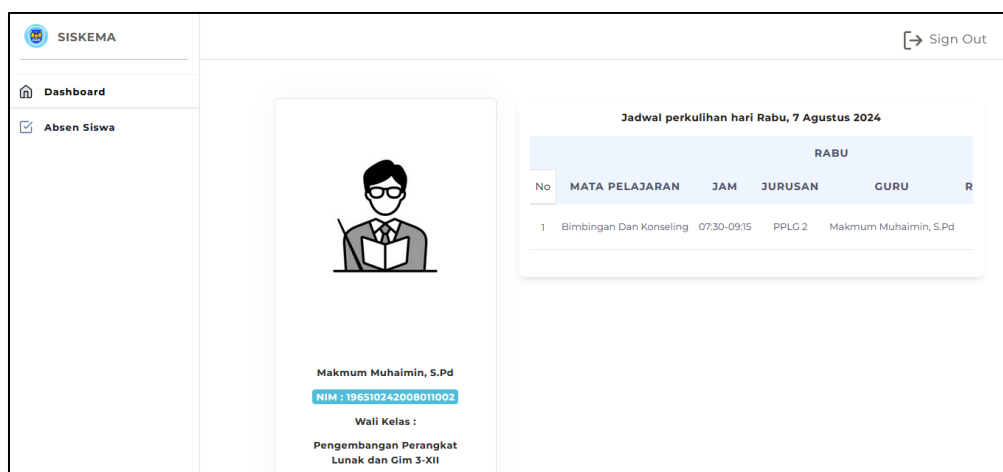 SISKEMA
Sign Out
Dashboard
Absen Siswa
Makmum Muhaimin, S.Pd
NIM : 196510242008011002
Wali Kelas :
Pengembangan Perangkat
Lunak dan Gim 3-XII
Jadwal perkulihan hari Rabu, 7 Agustus 2024
RABU
No MATA PELAJARAN JAM JURUSAN GURU R
1 Bimbingan Dan Konseling 07:30-09:15 PPLG 2 Makmum Muhaimin, S.Pd